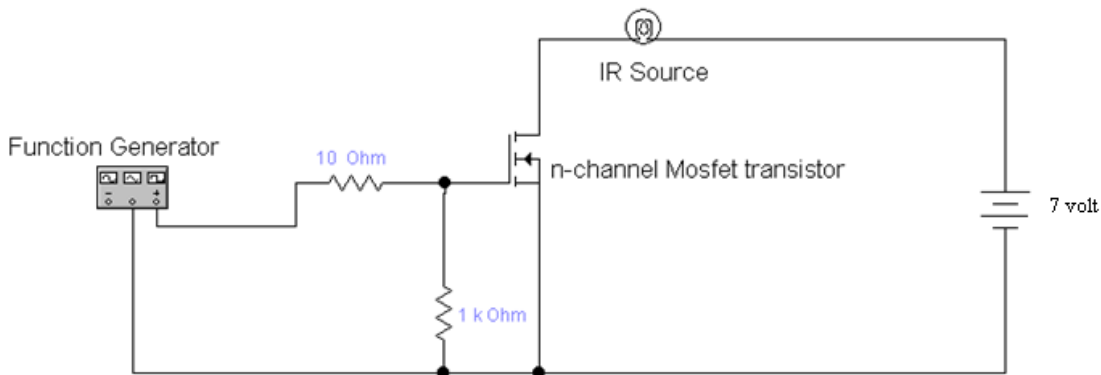 IR Source
Function Generator
10 Ohm
n-channel Mosfet transistor
7 volt
1 k Ohm